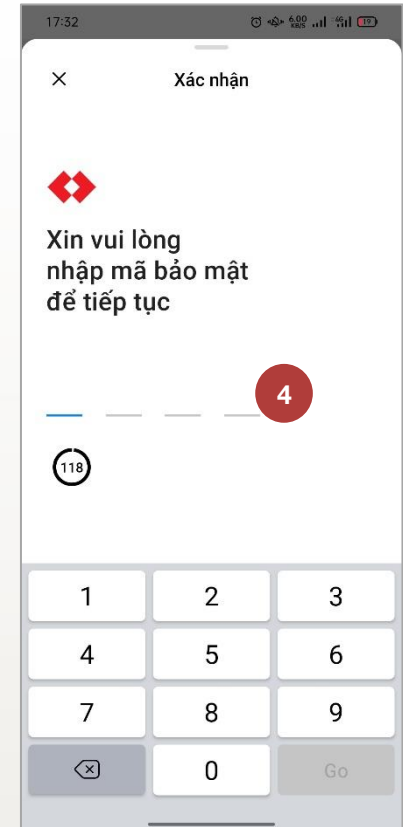 17:32
6.00 KB/S 4G 19
Xác nhận
Xin vui lòng
nhập mã bảo mật
để tiếp tục
4
118
1 2 3
4 5 6
7 8 9
0 Go